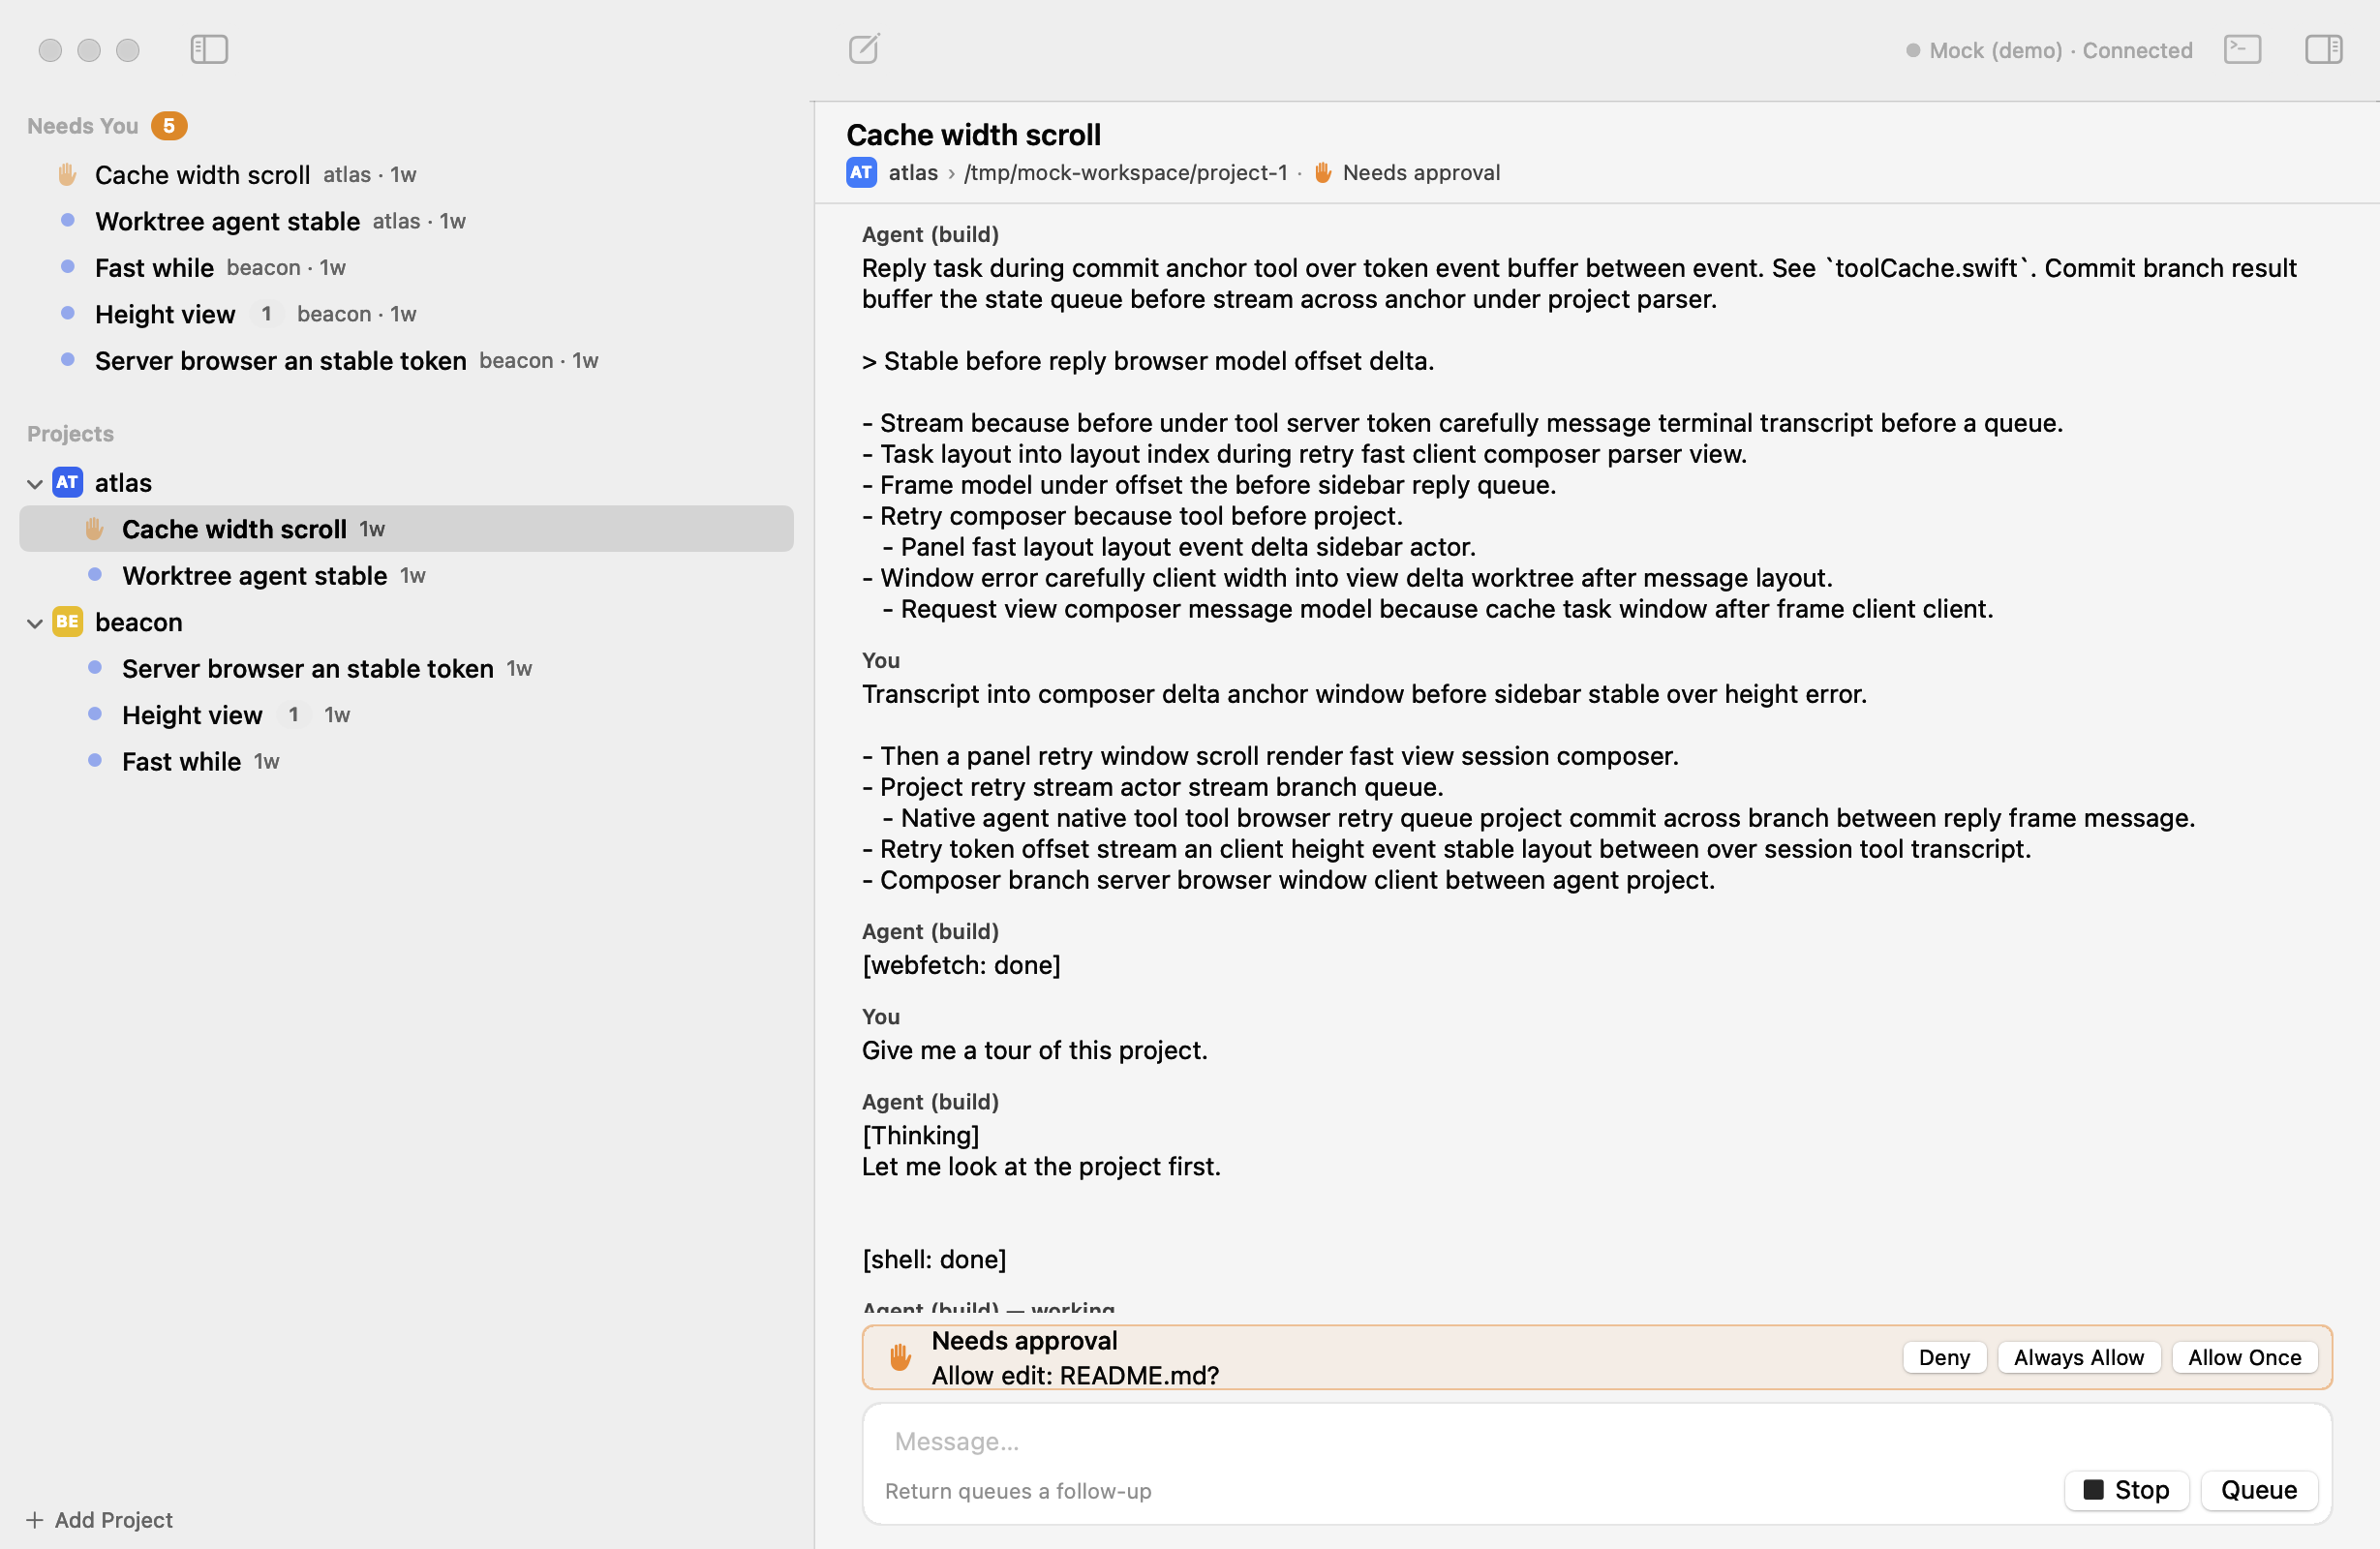 Mock (demo) · Connected
Needs You 5
Cache width scroll atlas · 1w
Worktree agent stable atlas · 1w
Fast while beacon · 1w
Height view 1 beacon · 1w
Server browser an stable token beacon · 1w
Projects
AT atlas
Cache width scroll 1w
Worktree agent stable 1w
BE beacon
Server browser an stable token 1w
Height view 1 1w
Fast while 1w
+ Add Project
Cache width scroll
AT atlas › /tmp/mock-workspace/project-1 · Needs approval
Agent (build)
Reply task during commit anchor tool over token event buffer between event. See `toolCache.swift`. Commit branch result
buffer the state queue before stream across anchor under project parser.
> Stable before reply browser model offset delta.
- Stream because before under tool server token carefully message terminal transcript before a queue.
- Task layout into layout index during retry fast client composer parser view.
- Frame model under offset the before sidebar reply queue.
- Retry composer because tool before project.
- Panel fast layout layout event delta sidebar actor.
- Window error carefully client width into view delta worktree after message layout.
- Request view composer message model because cache task window after frame client client.
You
Transcript into composer delta anchor window before sidebar stable over height error.
- Then a panel retry window scroll render fast view session composer.
- Project retry stream actor stream branch queue.
- Native agent native tool tool browser retry queue project commit across branch between reply frame message.
- Retry token offset stream an client height event stable layout between over session tool transcript.
- Composer branch server browser window client between agent project.
Agent (build)
[webfetch: done]
You
Give me a tour of this project.
Agent (build)
[Thinking]
Let me look at the project first.
[shell: done]
Agent (build) — working
Needs approval
Allow edit: README.md?
Deny
Always Allow
Allow Once
Message...
Return queues a follow-up
Stop
Queue